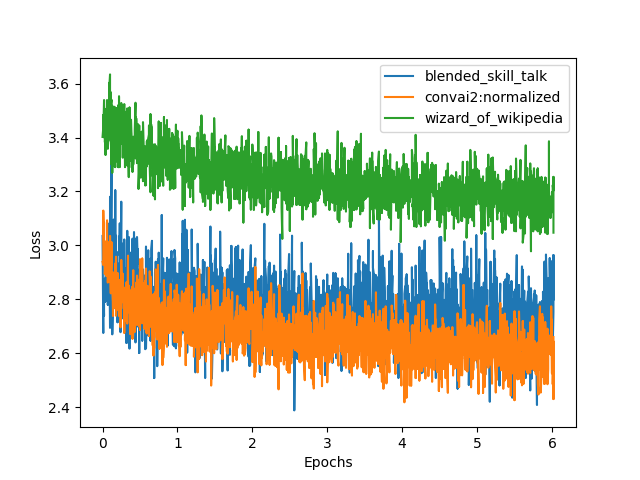 blended_skill_talk
convai2:normalized
wizard_of_wikipedia
Loss
3.6
3.4
3.2
3.0
2.8
2.6
2.4
0 1 2 3 4 5 6
Epochs